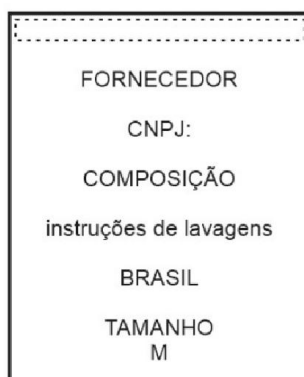 FORNECEDOR
CNPJ:
COMPOSIÇÃO
instruções de lavagens
BRASIL
TAMANHO
M